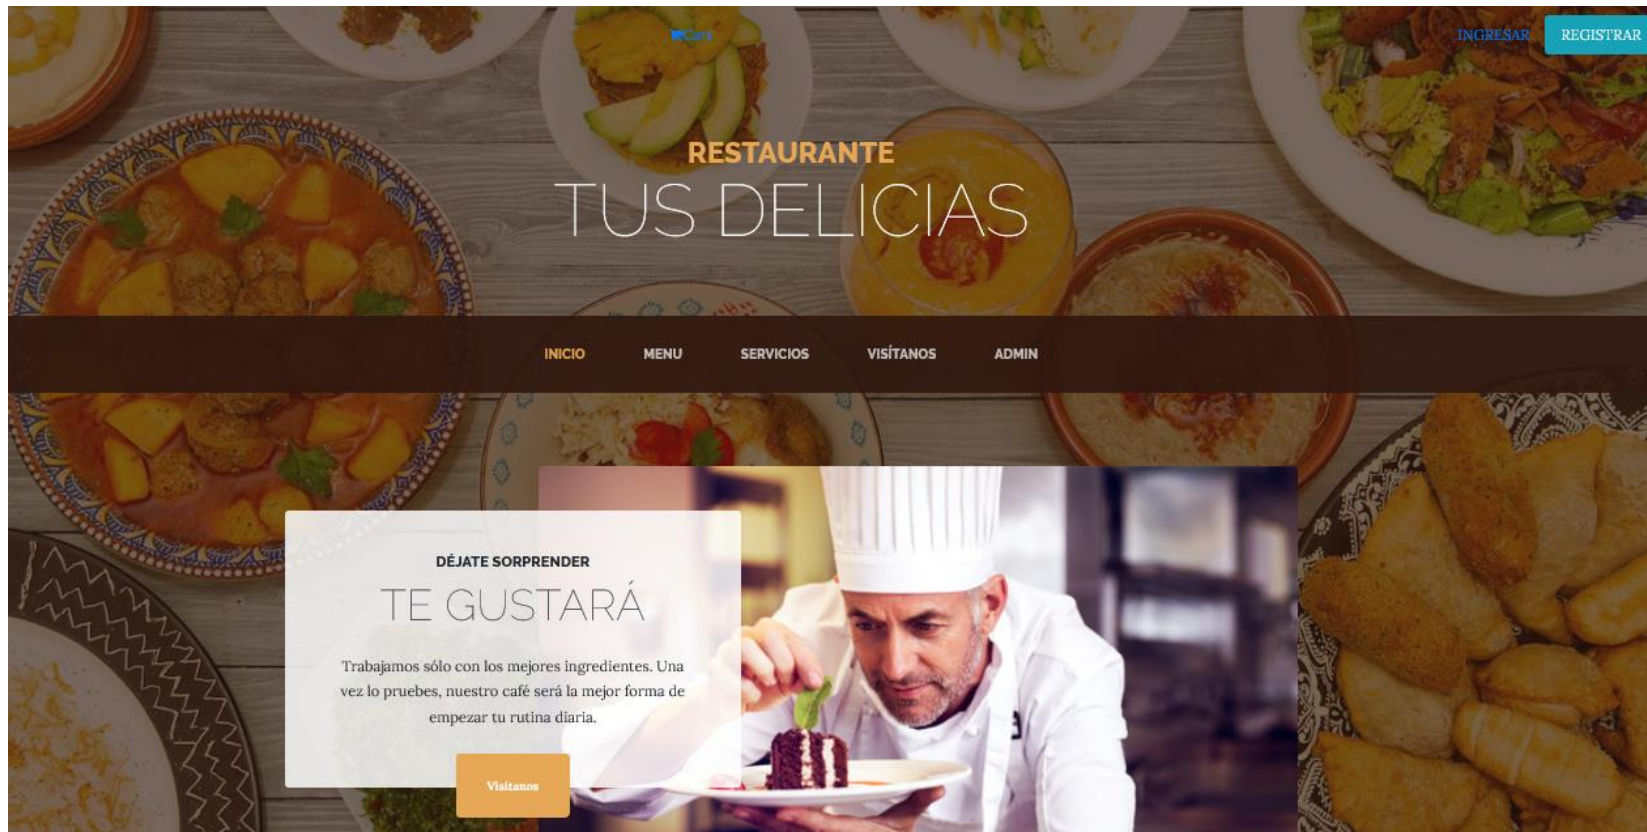 Cart
INGRESAR
REGISTRAR
RESTAURANTE
TUS DELICIAS
INICIO MENU SERVICIOS VISÍTANOS ADMIN
DÉJATE SORPRENDER
TE GUSTARÁ
Trabajamos sólo con los mejores ingredientes. Una
vez lo pruebes, nuestro café será la mejor forma de
empezar tu rutina diaria.
Visítanos